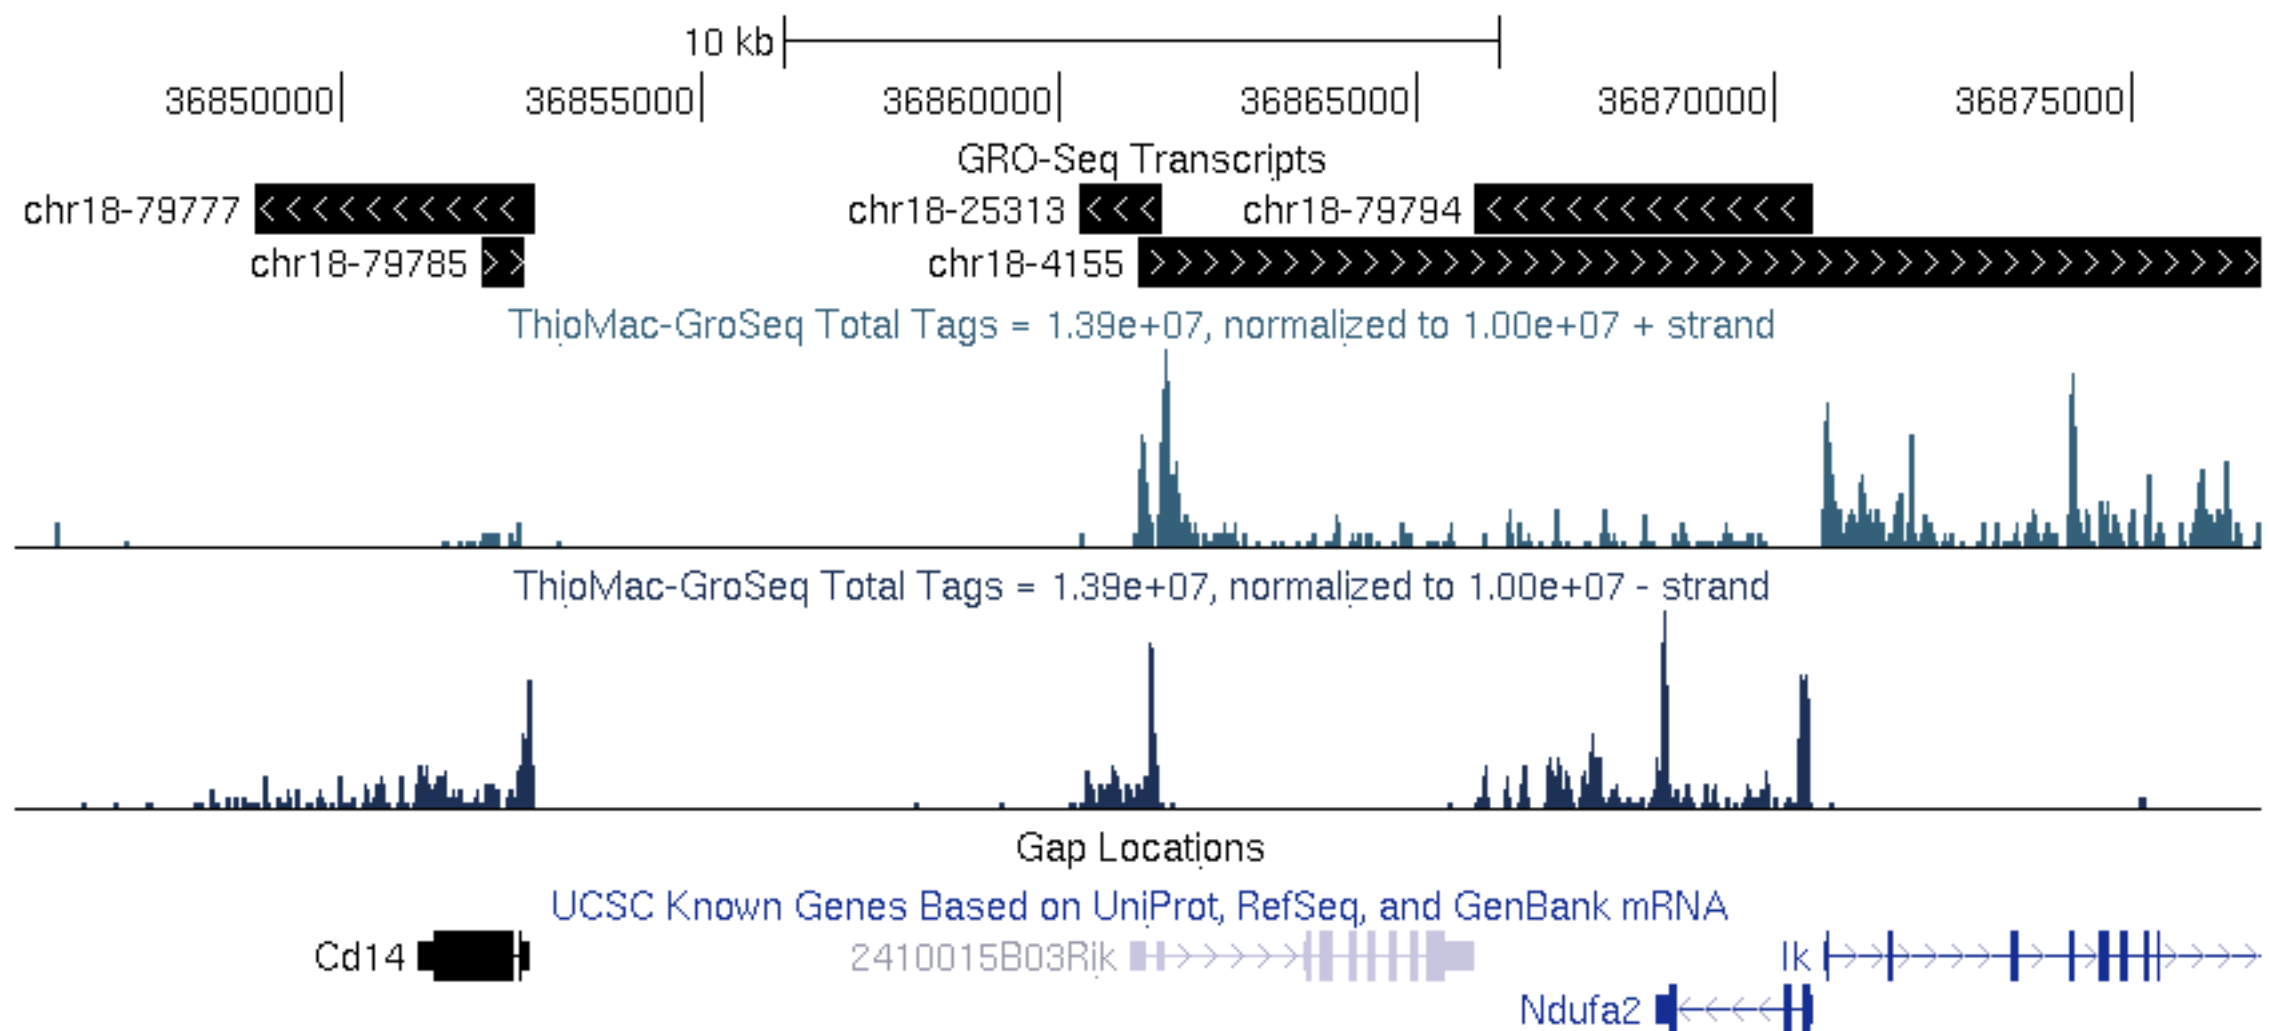 10 kb
36850000 36855000 36860000 36865000 36870000 36875000
GRO-Seq Transcripts
chr18-79777 chr18-25313 chr18-79794
chr18-79785 chr18-4155
ThioMac-GroSeq Total Tags = 1.39e+07, normalized to 1.00e+07 + strand
ThioMac-GroSeq Total Tags = 1.39e+07, normalized to 1.00e+07 - strand
Gap Locations
UCSC Known Genes Based on UniProt, RefSeq, and GenBank mRNA
Cd14 2410015B03Rik Ik
Ndufa2